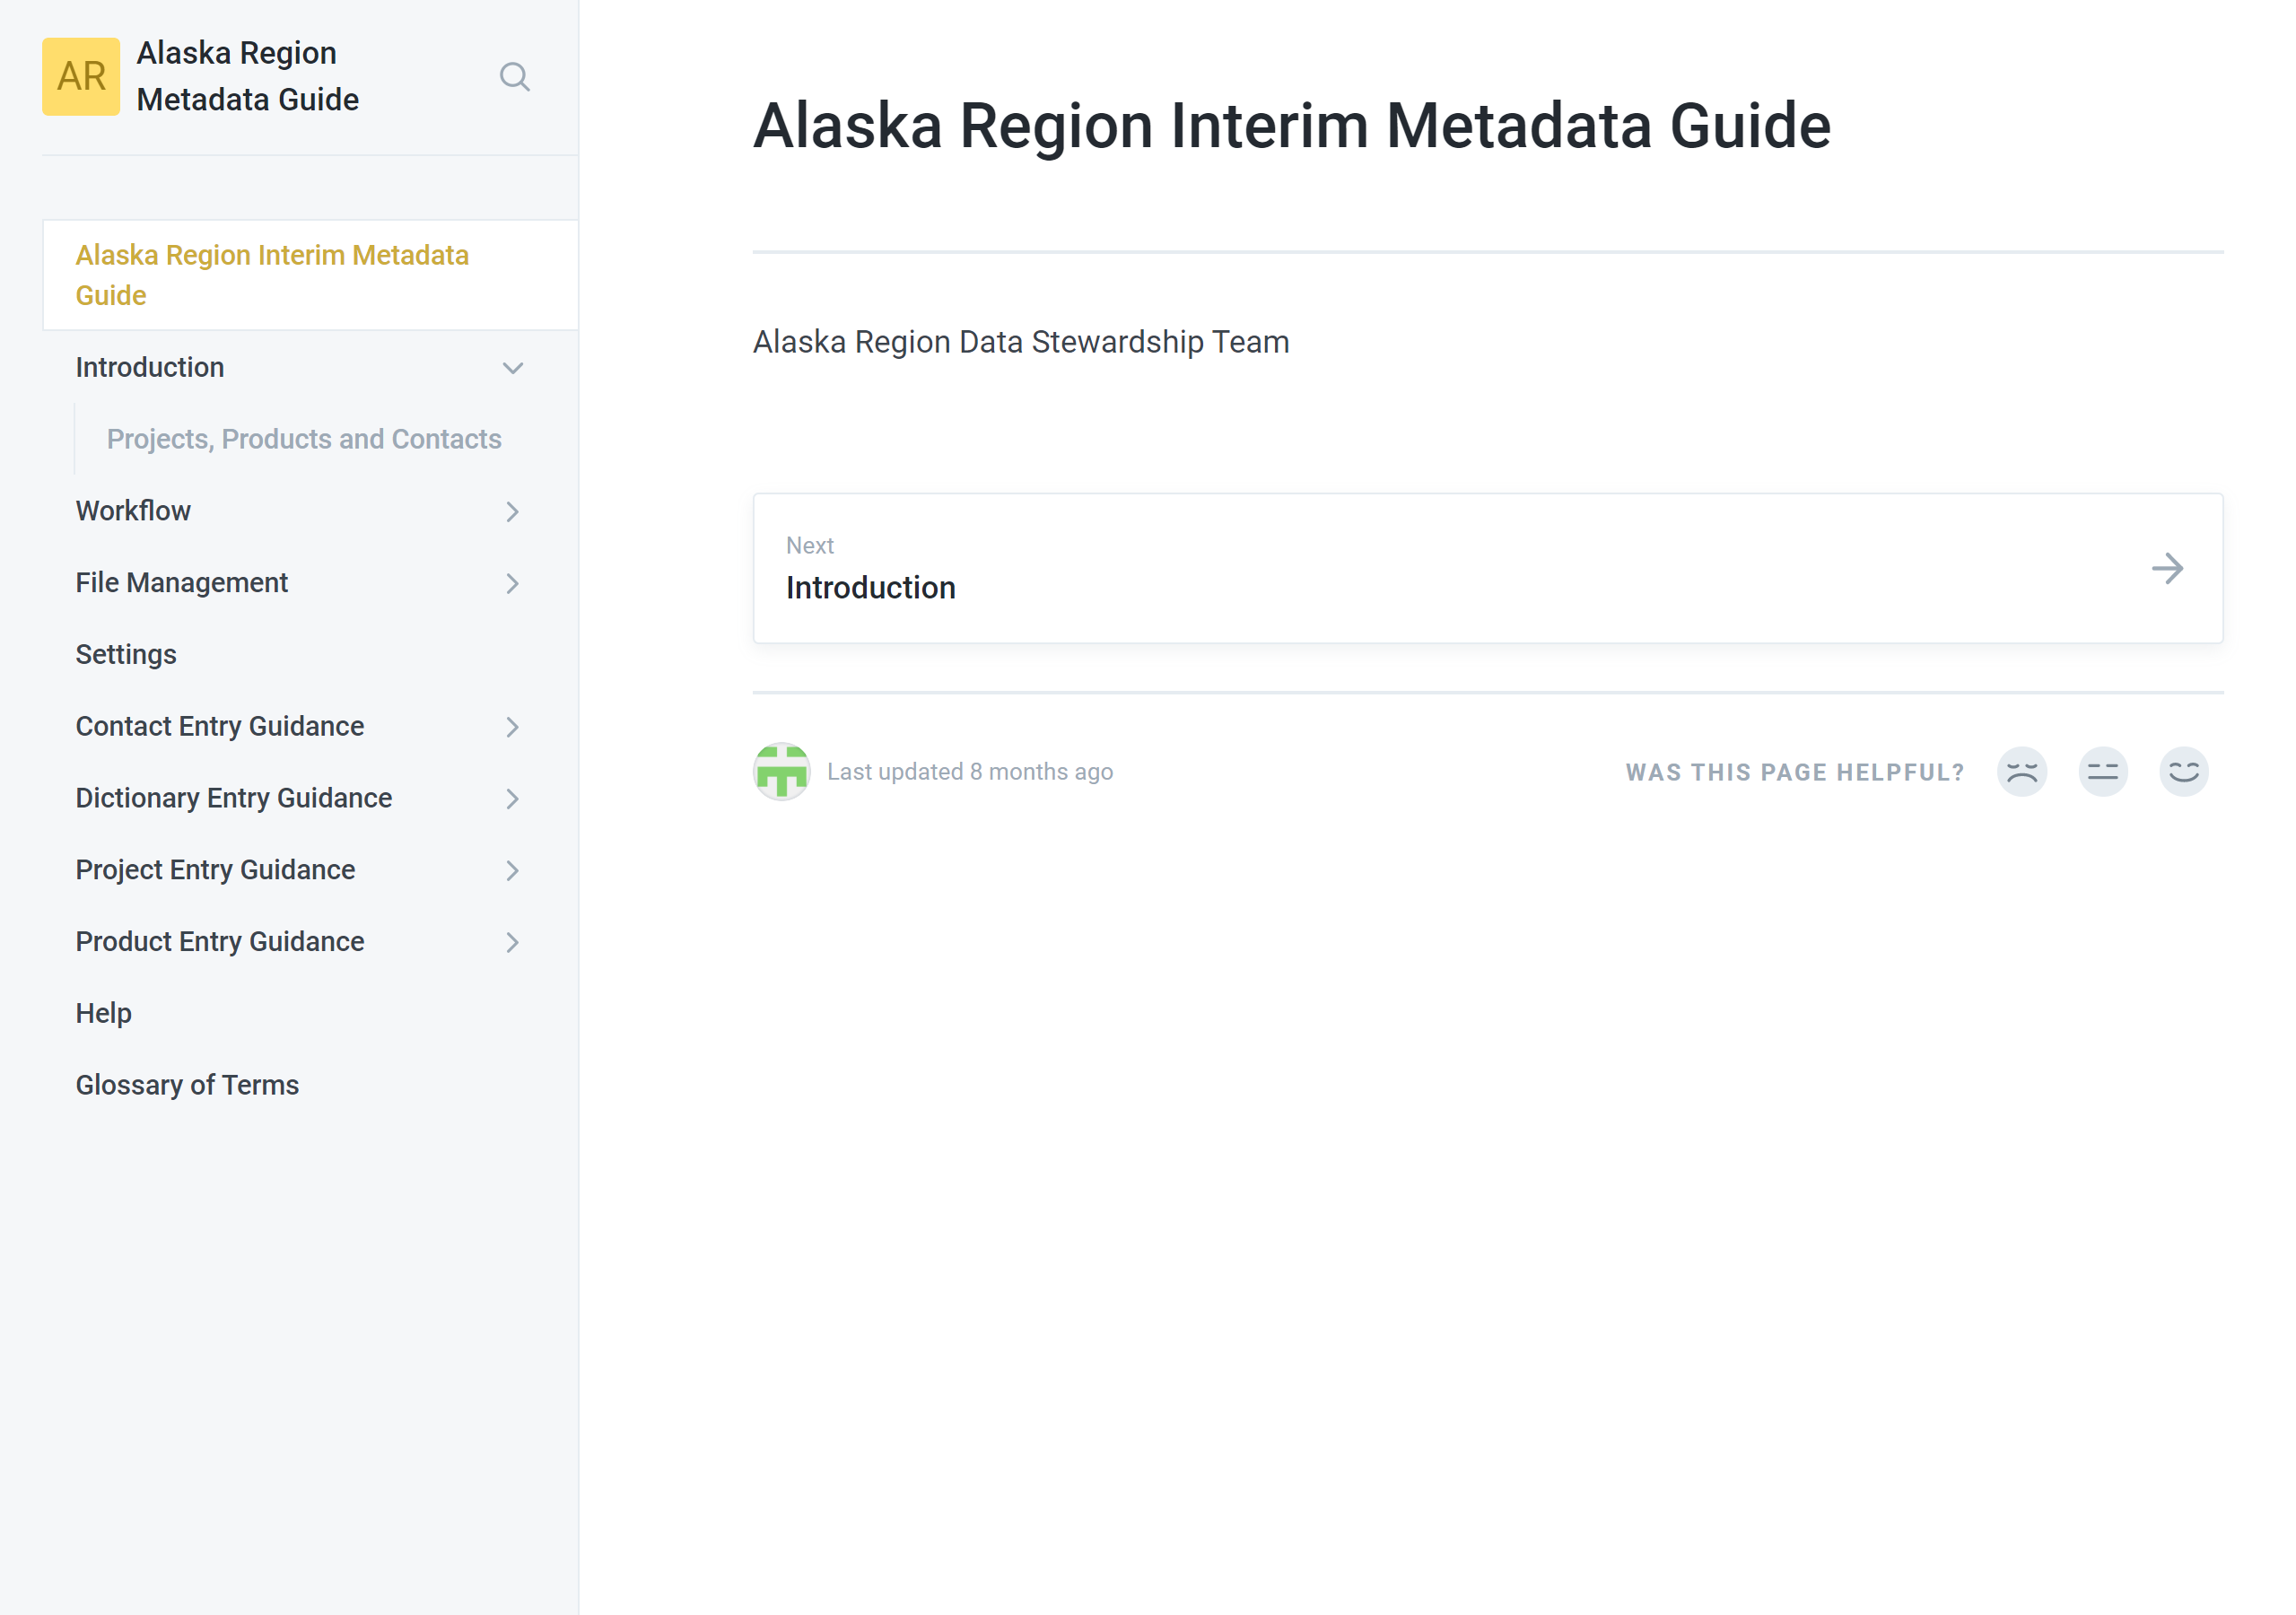 AR
Alaska Region
Metadata Guide
Alaska Region Interim Metadata
Guide
Introduction
Projects, Products and Contacts
Workflow
File Management
Settings
Contact Entry Guidance
Dictionary Entry Guidance
Project Entry Guidance
Product Entry Guidance
Help
Glossary of Terms
Alaska Region Interim Metadata Guide
Alaska Region Data Stewardship Team
Next
Introduction
Last updated 8 months ago
WAS THIS PAGE HELPFUL?